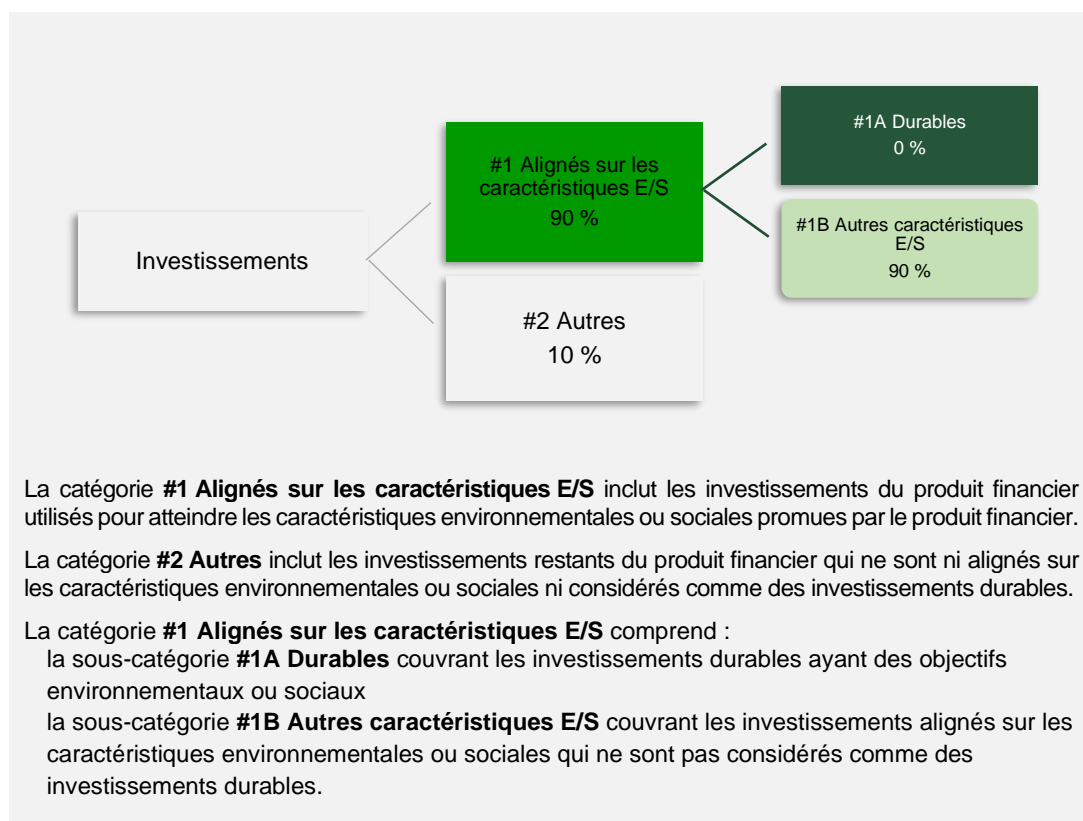 #1A Durables
0 %
#1 Alignés sur les
caractéristiques E/S
90 %
#1B Autres caractéristiques
E/S
90 %
Investissements
#2 Autres
10 %
La catégorie #1 Alignés sur les caractéristiques E/S inclut les investissements du produit financier
utilisés pour atteindre les caractéristiques environnementales ou sociales promues par le produit financier.
La catégorie #2 Autres inclut les investissements restants du produit financier qui ne sont ni alignés sur
les caractéristiques environnementales ou sociales ni considérés comme des investissements durables.
La catégorie #1 Alignés sur les caractéristiques E/S comprend :
la sous-catégorie #1A Durables couvrant les investissements durables ayant des objectifs
environnementaux ou sociaux
la sous-catégorie #1B Autres caractéristiques E/S couvrant les investissements alignés sur les
caractéristiques environnementales ou sociales qui ne sont pas considérés comme des
investissements durables.